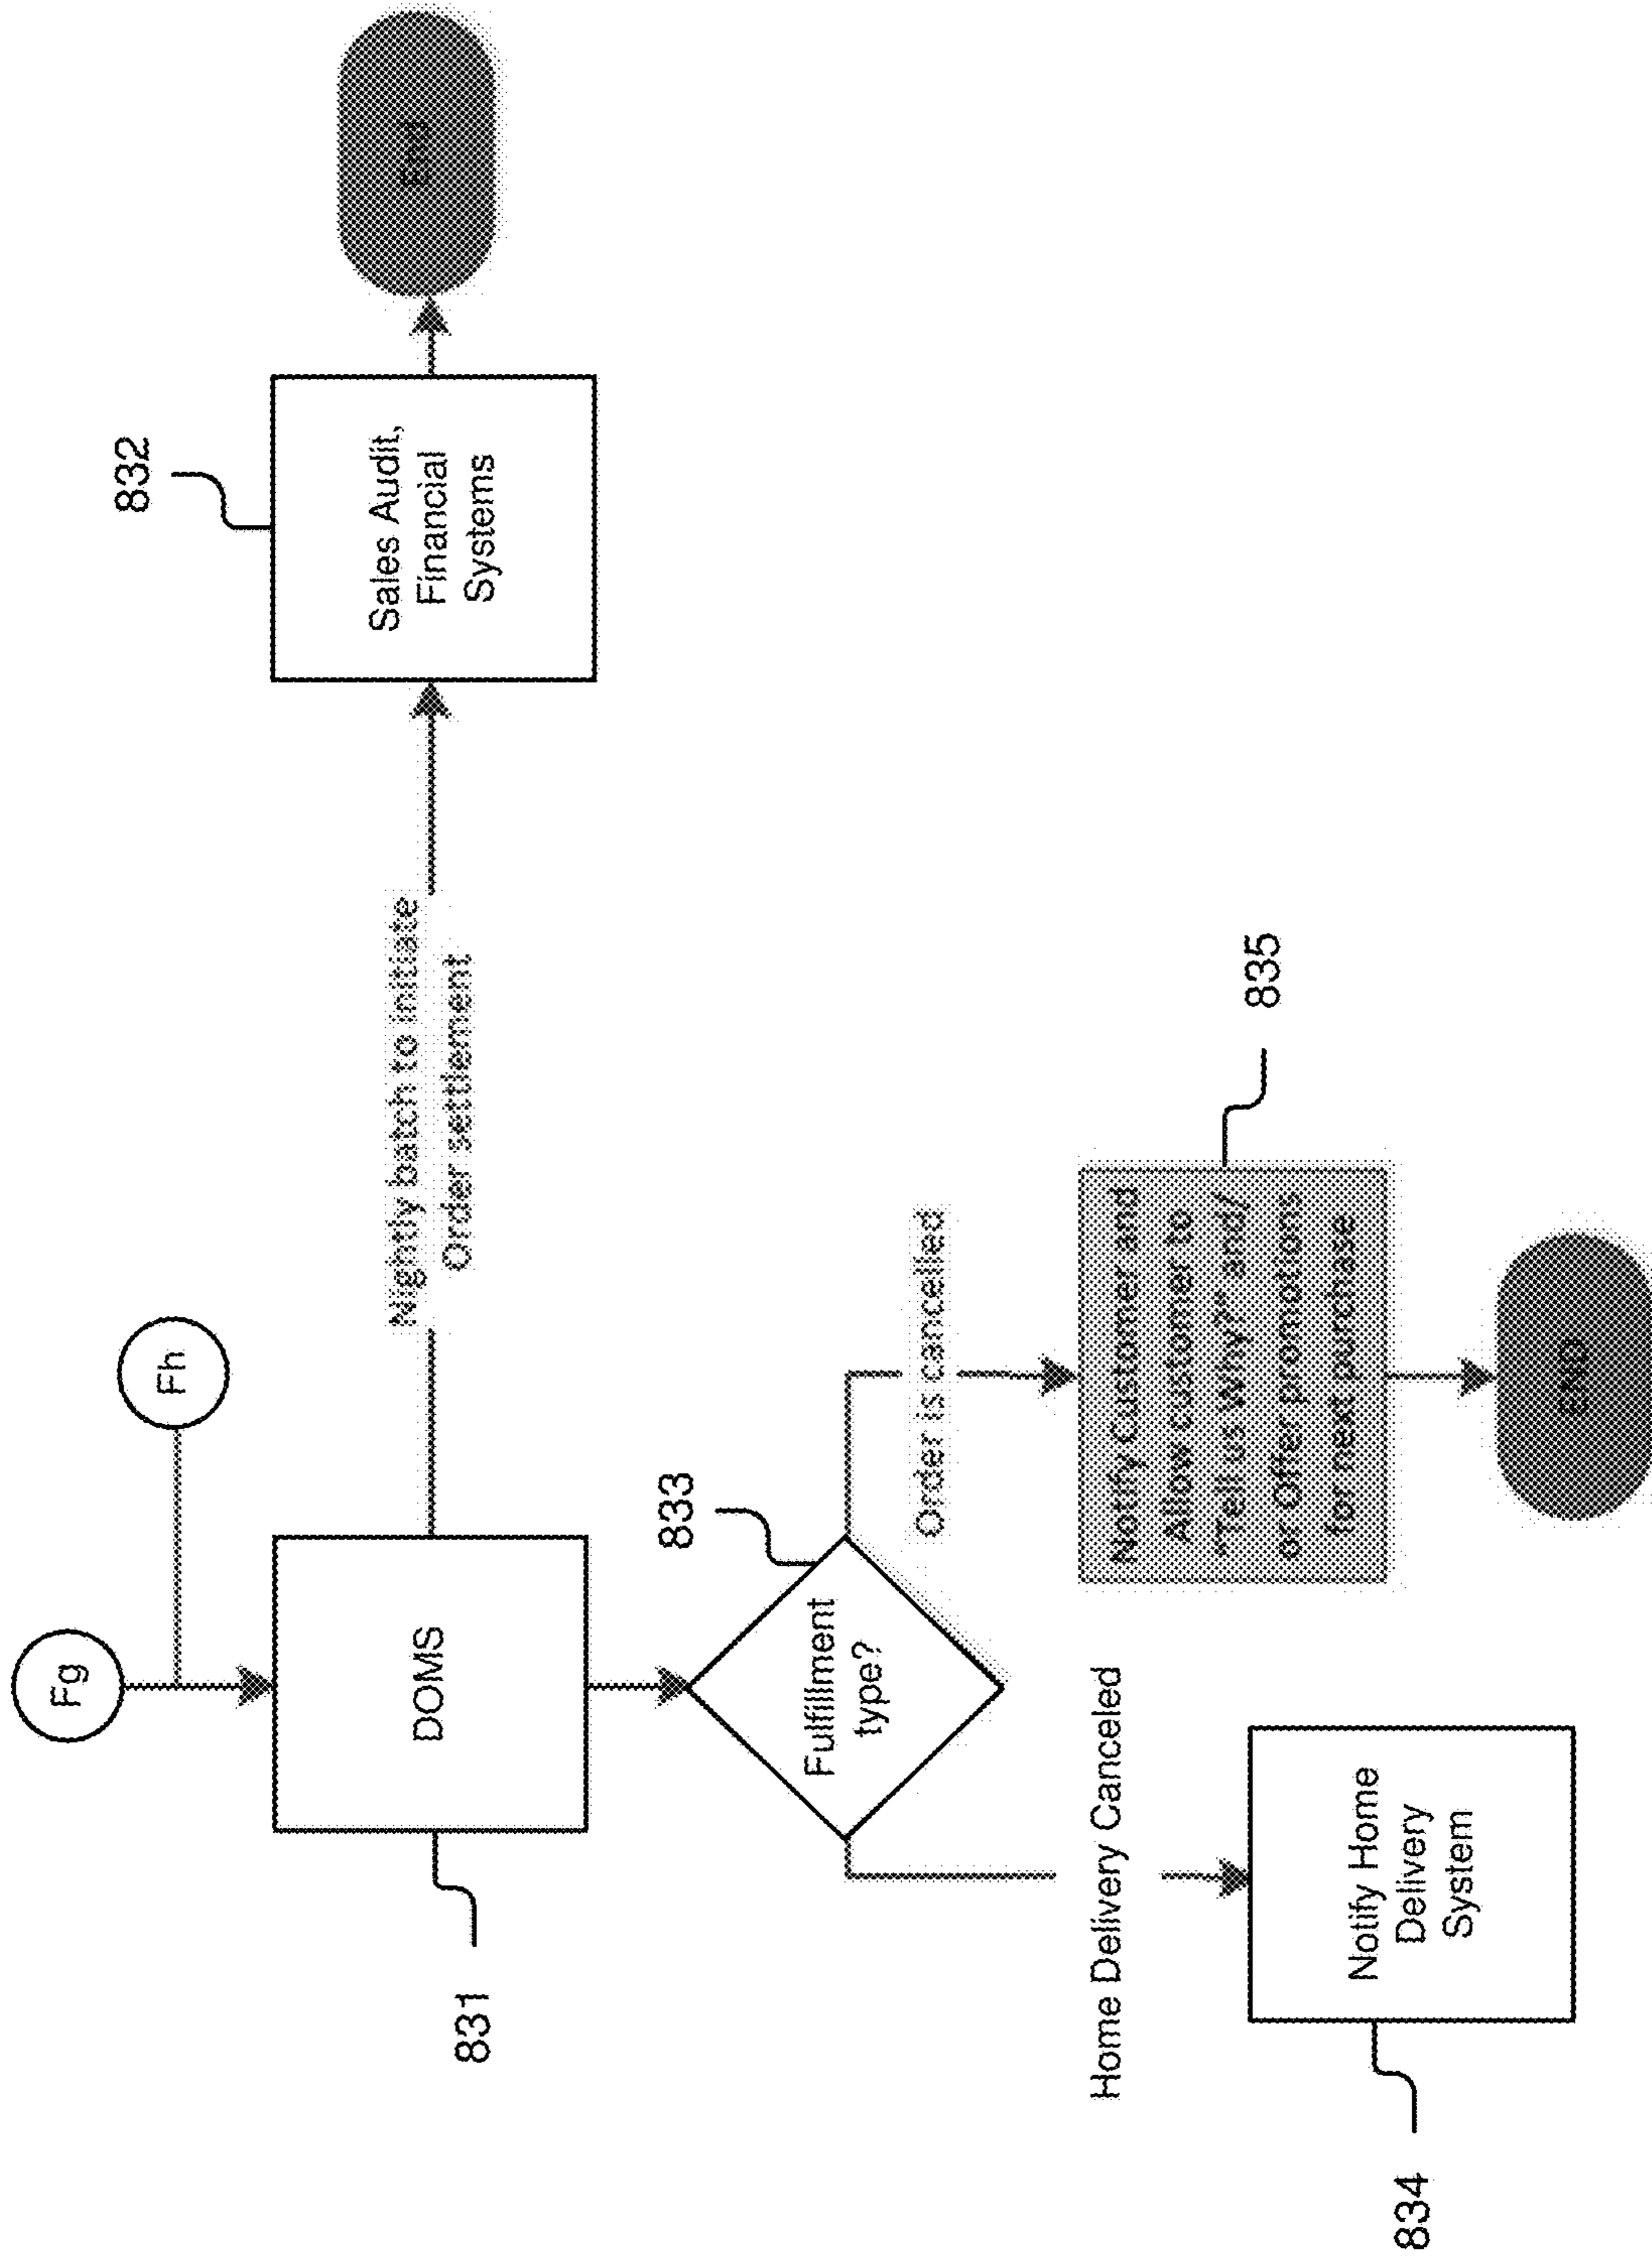 Fg
Fh
831
DOMS
Nightly batch to initiate
Order settlement
832
Sales Audit,
Financial
Systems
End
833
Fulfillment
type?
Home Delivery Canceled
Order is cancelled
834
Notify Home
Delivery
System
Notify Customer and
Allow customer to
"Tell us Why?" and/
or Offer promotions
for next purchase
835
END